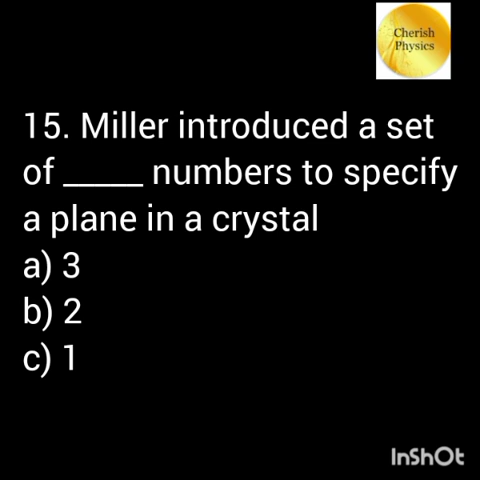 Cherish
Physics
15. Miller introduced a set
of _____ numbers to specify
a plane in a crystal
a) 3
b) 2
c) 1
InShOt